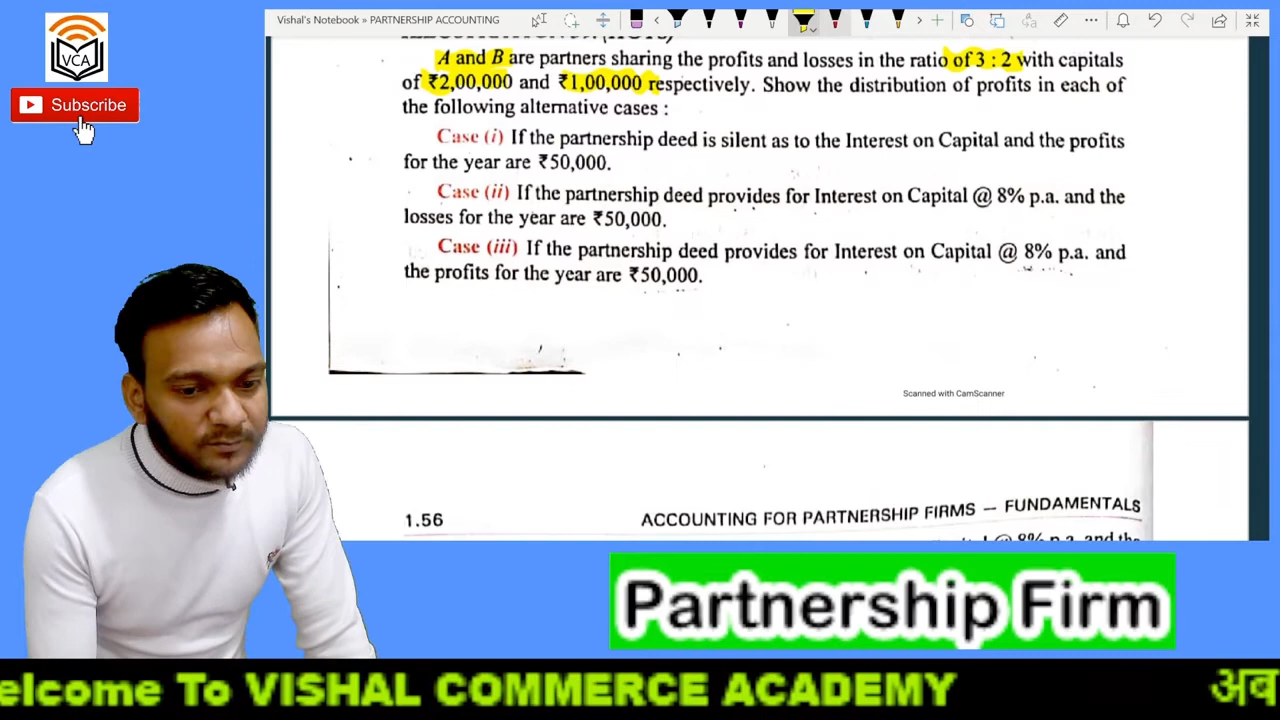 Vishal's Notebook » PARTNERSHIP ACCOUNTING
VCA
Subscribe
A and B are partners sharing the profits and losses in the ratio of 3 : 2 with capitals
of ₹2,00,000 and ₹1,00,000 respectively. Show the distribution of profits in each of
the following alternative cases :
Case (i) If the partnership deed is silent as to the Interest on Capital and the profits
for the year are ₹50,000.
Case (ii) If the partnership deed provides for Interest on Capital @ 8% p.a. and the
losses for the year are ₹50,000.
Case (iii) If the partnership deed provides for Interest on Capital @ 8% p.a. and
the profits for the year are ₹50,000.
Scanned with CamScanner
1.56 ACCOUNTING FOR PARTNERSHIP FIRMS – FUNDAMENTALS
@ 8% p.a. and the
Partnership Firm
elcome To VISHAL COMMERCE ACADEMY अब